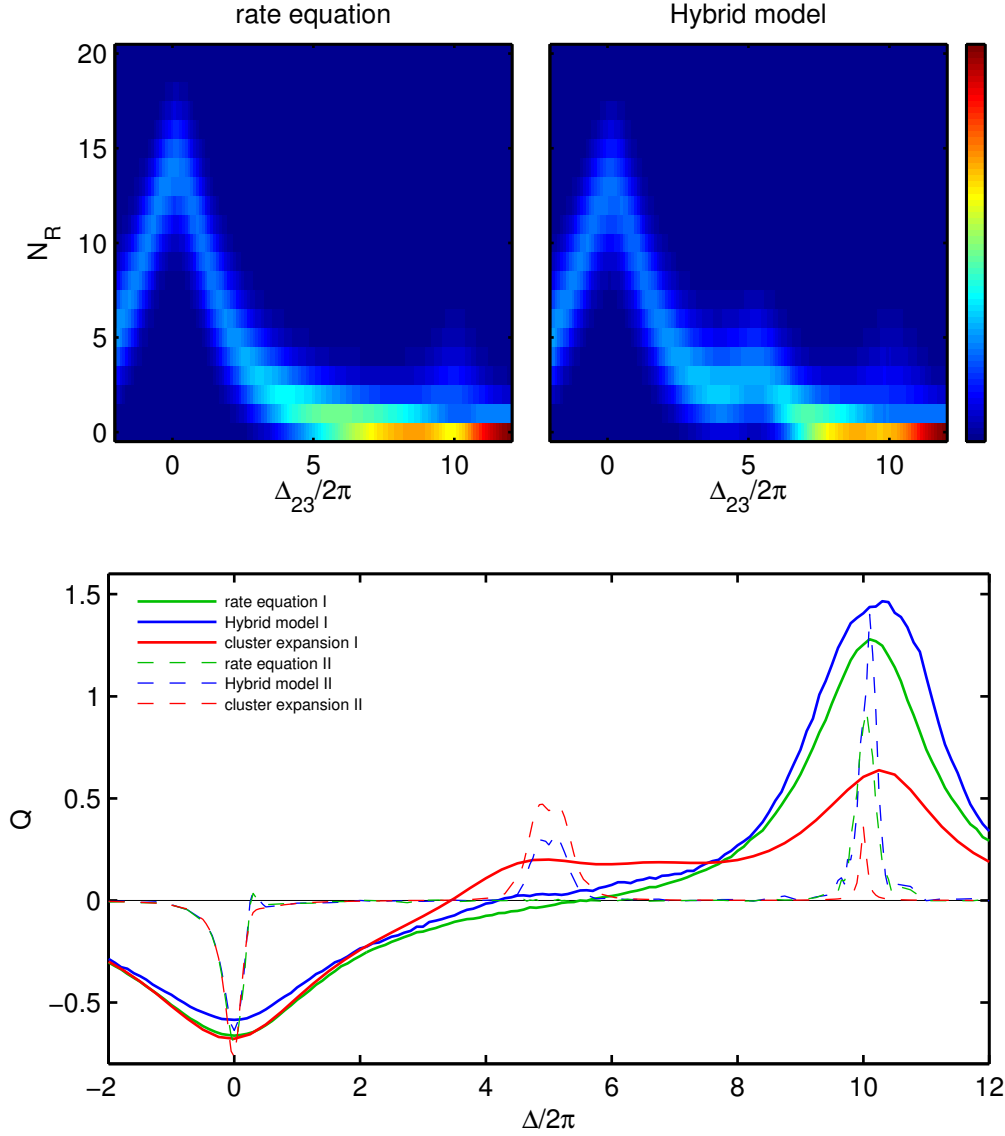 rate equation
Hybrid model
20
15
10
5
0
N_R
0 5 10
0 5 10
Δ_23/2π
Δ_23/2π
1.5
1
0.5
0
−0.5
Q
rate equation I
Hybrid model I
cluster expansion I
rate equation II
Hybrid model II
cluster expansion II
−2 0 2 4 6 8 10 12
Δ/2π